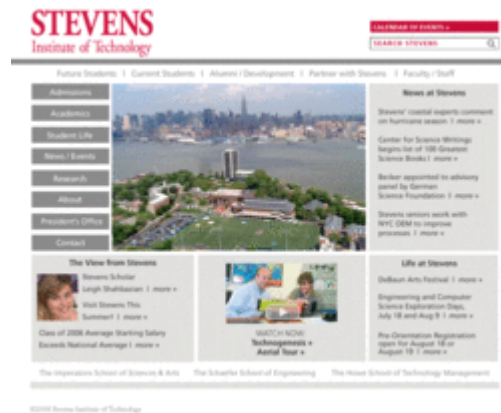 STEVENS
Institute of Technology
CALENDAR OF EVENTS »
SEARCH STEVENS
Future Students | Current Students | Alumni / Development | Partner with Stevens | Faculty / Staff
Admissions
Academics
Student Life
News / Events
Research
About
President's Office
Contact
News at Stevens
Stevens' coastal experts comment
on hurricane season | more »
Center for Science Writings
begins list of 100 Greatest
Science Books | more »
Becker appointed to advisory
panel by German
Science Foundation | more »
Stevens seniors work with
NYC OEM to improve
processes | more »
The View from Stevens
Stevens Scholar
Leigh Shahbazian | more »
Visit Stevens This
Summer! | more »
Class of 2006 Average Starting Salary
Exceeds National Average | more »
WATCH NOW:
Technogenesis »
Aerial Tour »
Life at Stevens
DeBaun Arts Festival | more »
Engineering and Computer
Science Exploration Days,
July 18 and Aug 9 | more »
Pre-Orientation Registration
open for August 18 or
August 19 | more »
The Imperatore School of Sciences & Arts
The Schaefer School of Engineering
The Howe School of Technology Management
Stevens Institute of Technology